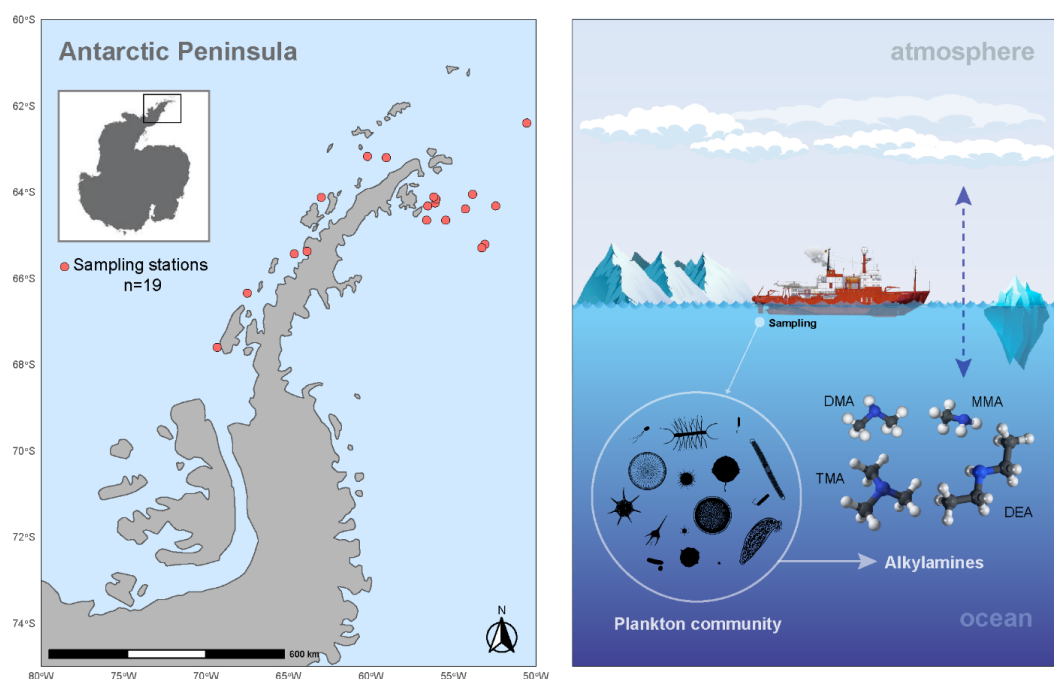 60°S
62°S
64°S
66°S
68°S
70°S
72°S
74°S
Antarctic Peninsula
Sampling stations
n=19
N
600 km
80°W
75°W
70°W
65°W
60°W
55°W
50°W
atmosphere
Sampling
DMA
MMA
TMA
DEA
Alkylamines
Plankton community
ocean